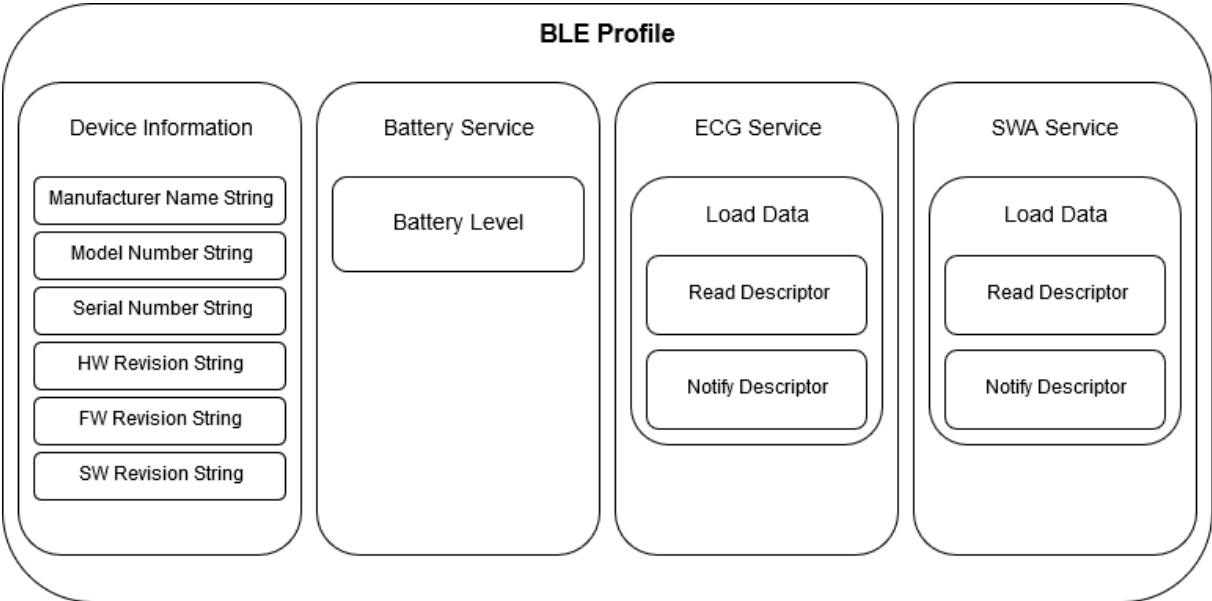 BLE Profile
Device Information
Manufacturer Name String
Model Number String
Serial Number String
HW Revision String
FW Revision String
SW Revision String
Battery Service
Battery Level
ECG Service
Load Data
Read Descriptor
Notify Descriptor
SWA Service
Load Data
Read Descriptor
Notify Descriptor